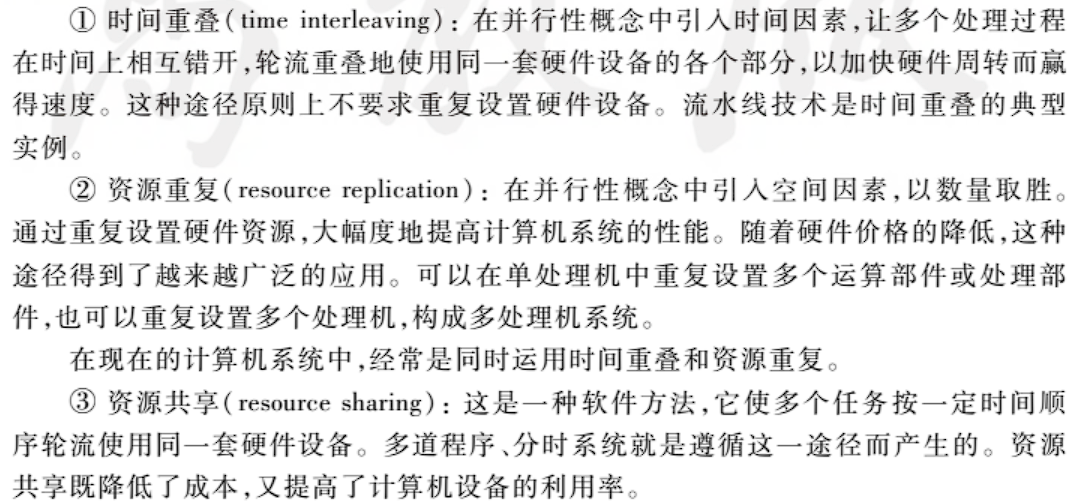 ① 时间重叠(time interleaving)：在并行性概念中引入时间因素,让多个处理过程
在时间上相互错开,轮流重叠地使用同一套硬件设备的各个部分,以加快硬件周转而赢
得速度。这种途径原则上不要求重复设置硬件设备。流水线技术是时间重叠的典型
实例。
② 资源重复(resource replication)：在并行性概念中引入空间因素,以数量取胜。
通过重复设置硬件资源,大幅度地提高计算机系统的性能。随着硬件价格的降低,这种
途径得到了越来越广泛的应用。可以在单处理机中重复设置多个运算部件或处理部
件,也可以重复设置多个处理机,构成多处理机系统。
在现在的计算机系统中,经常是同时运用时间重叠和资源重复。
③ 资源共享(resource sharing)：这是一种软件方法,它使多个任务按一定时间顺
序轮流使用同一套硬件设备。多道程序、分时系统就是遵循这一途径而产生的。资源
共享既降低了成本,又提高了计算机设备的利用率。